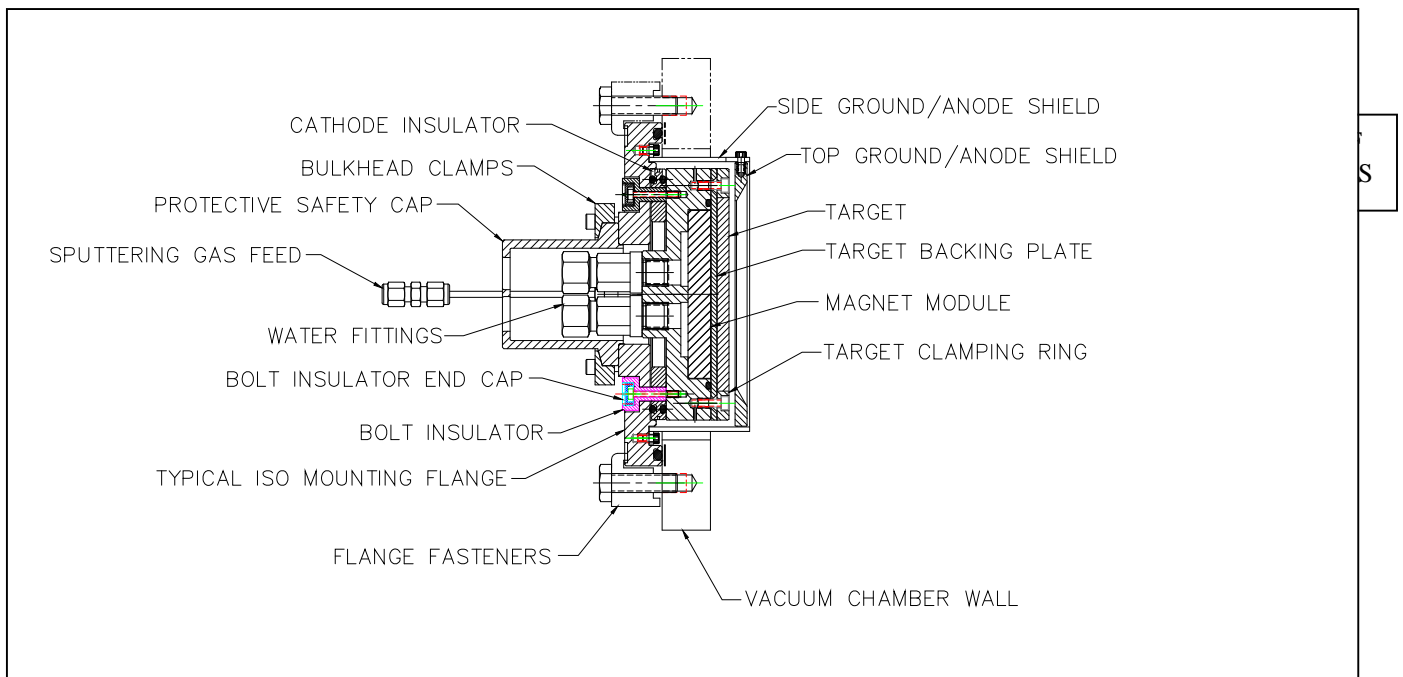 SIDE GROUND/ANODE SHIELD
CATHODE INSULATOR
TOP GROUND/ANODE SHIELD
BULKHEAD CLAMPS
PROTECTIVE SAFETY CAP
TARGET
SPUTTERING GAS FEED
TARGET BACKING PLATE
MAGNET MODULE
WATER FITTINGS
TARGET CLAMPING RING
BOLT INSULATOR END CAP
BOLT INSULATOR
TYPICAL ISO MOUNTING FLANGE
FLANGE FASTENERS
VACUUM CHAMBER WALL